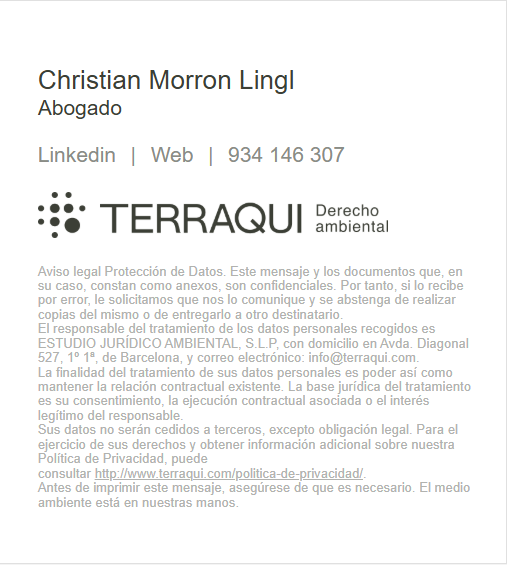 Christian Morron Lingl
Abogado
Linkedin | Web | 934 146 307
TERRAQUI Derecho
ambiental
Aviso legal Protección de Datos. Este mensaje y los documentos que, en
su caso, constan como anexos, son confidenciales. Por tanto, si lo recibe
por error, le solicitamos que nos lo comunique y se abstenga de realizar
copias del mismo o de entregarlo a otro destinatario.
El responsable del tratamiento de los datos personales recogidos es
ESTUDIO JURÍDICO AMBIENTAL, S.L.P, con domicilio en Avda. Diagonal
527, 1º 1ª, de Barcelona, y correo electrónico: info@terraqui.com.
La finalidad del tratamiento de sus datos personales es poder así como
mantener la relación contractual existente. La base jurídica del tratamiento
es su consentimiento, la ejecución contractual asociada o el interés
legítimo del responsable.
Sus datos no serán cedidos a terceros, excepto obligación legal. Para el
ejercicio de sus derechos y obtener información adicional sobre nuestra
Política de Privacidad, puede
consultar http://www.terraqui.com/politica-de-privacidad/.
Antes de imprimir este mensaje, asegúrese de que es necesario. El medio
ambiente está en nuestras manos.